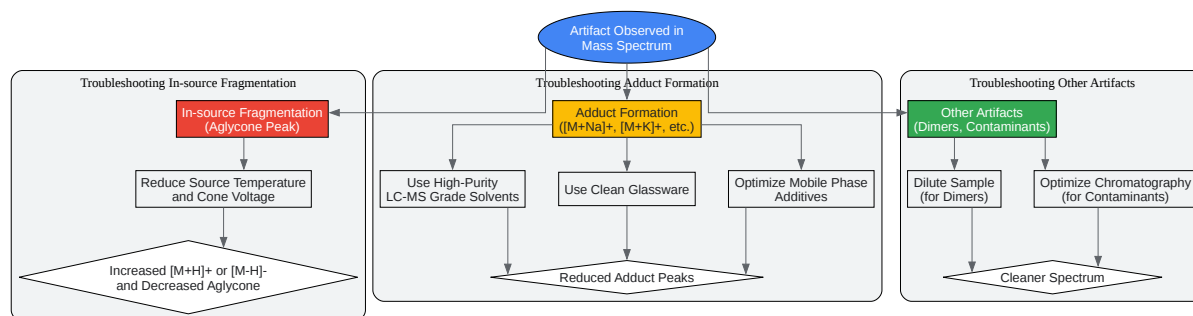 Artifact Observed in
Mass Spectrum
Troubleshooting In-source Fragmentation
In-source Fragmentation
(Aglycone Peak)
Reduce Source Temperature
and Cone Voltage
Increased [M+H]+ or [M-H]-
and Decreased Aglycone
Troubleshooting Adduct Formation
Adduct Formation
([M+Na]+, [M+K]+, etc.)
Use High-Purity
LC-MS Grade Solvents
Use Clean Glassware
Optimize Mobile Phase
Additives
Reduced Adduct Peaks
Troubleshooting Other Artifacts
Other Artifacts
(Dimers, Contaminants)
Dilute Sample
(for Dimers)
Optimize Chromatography
(for Contaminants)
Cleaner Spectrum